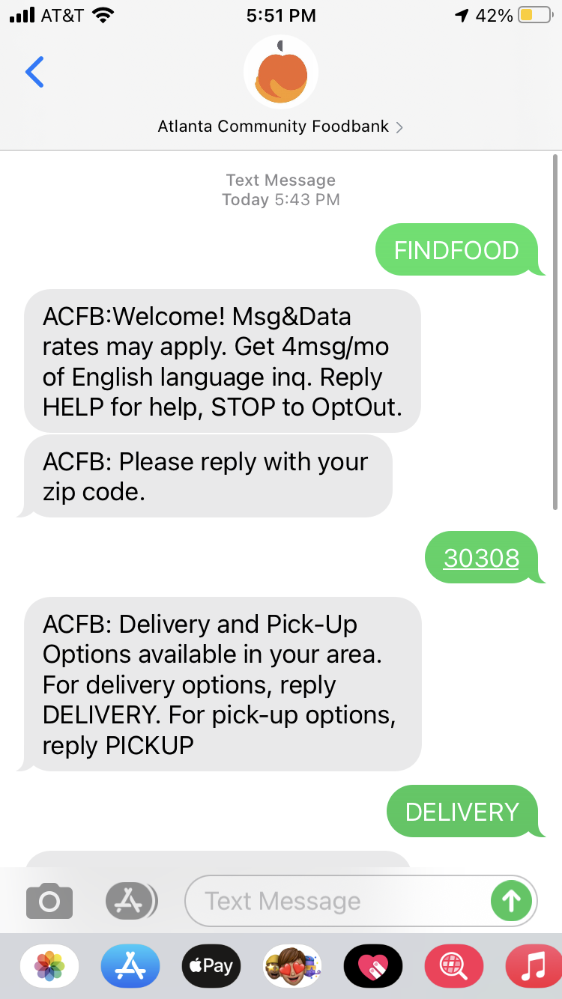 AT&T 5:51 PM 42%
Atlanta Community Foodbank
Text Message
Today 5:43 PM
FINDFOOD
ACFB:Welcome! Msg&Data
rates may apply. Get 4msg/mo
of English language inq. Reply
HELP for help, STOP to OptOut.
ACFB: Please reply with your
zip code.
30308
ACFB: Delivery and Pick-Up
Options available in your area.
For delivery options, reply
DELIVERY. For pick-up options,
reply PICKUP
DELIVERY
Text Message
Pay